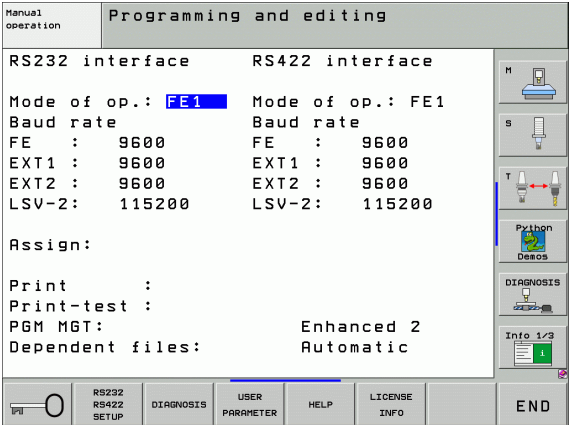 Manual
operation
Programming and editing
RS232 interface
RS422 interface
Mode of op.: FE1
Mode of op.: FE1
Baud rate
Baud rate
FE : 9600
FE : 9600
EXT1 : 9600
EXT1 : 9600
EXT2 : 9600
EXT2 : 9600
LSV-2: 115200
LSV-2: 115200
Assign:
Print :
Print-test :
PGM MGT: Enhanced 2
Dependent files: Automatic
M
S
T
Python
Demos
DIAGNOSIS
Info 1/3
i
RS232
RS422
SETUP
DIAGNOSIS
USER
PARAMETER
HELP
LICENSE
INFO
END